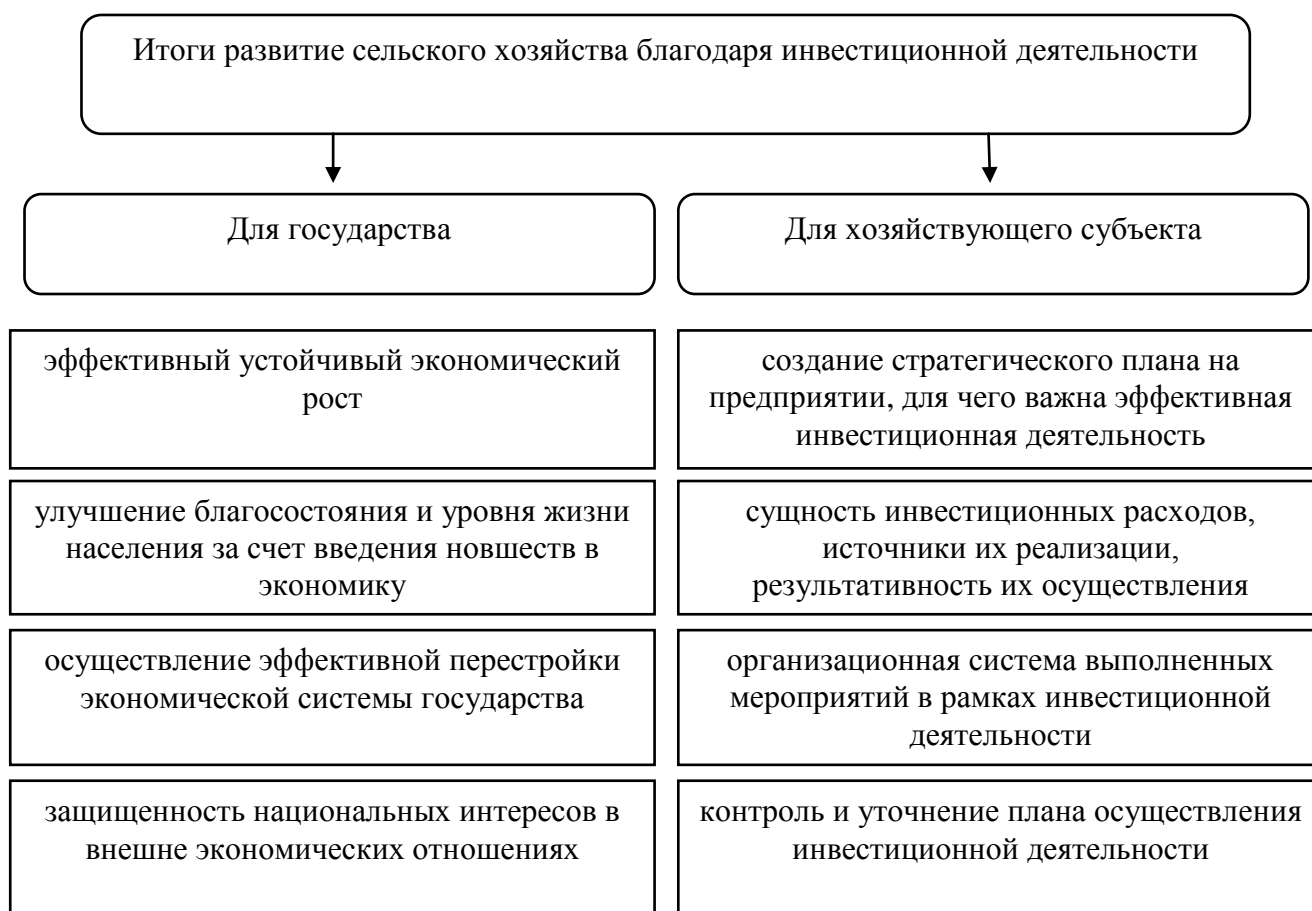 Итоги развитие сельского хозяйства благодаря инвестиционной деятельности
Для государства
Для хозяйствующего субъекта
эффективный устойчивый экономический
рост
создание стратегического плана на
предприятии, для чего важна эффективная
инвестиционная деятельность
улучшение благосостояния и уровня жизни
населения за счет введения новшеств в
экономику
сущность инвестиционных расходов,
источники их реализации,
результативность их осуществления
осуществление эффективной перестройки
экономической системы государства
организационная система выполненных
мероприятий в рамках инвестиционной
деятельности
защищенность национальных интересов в
внешне экономических отношениях
контроль и уточнение плана осуществления
инвестиционной деятельности